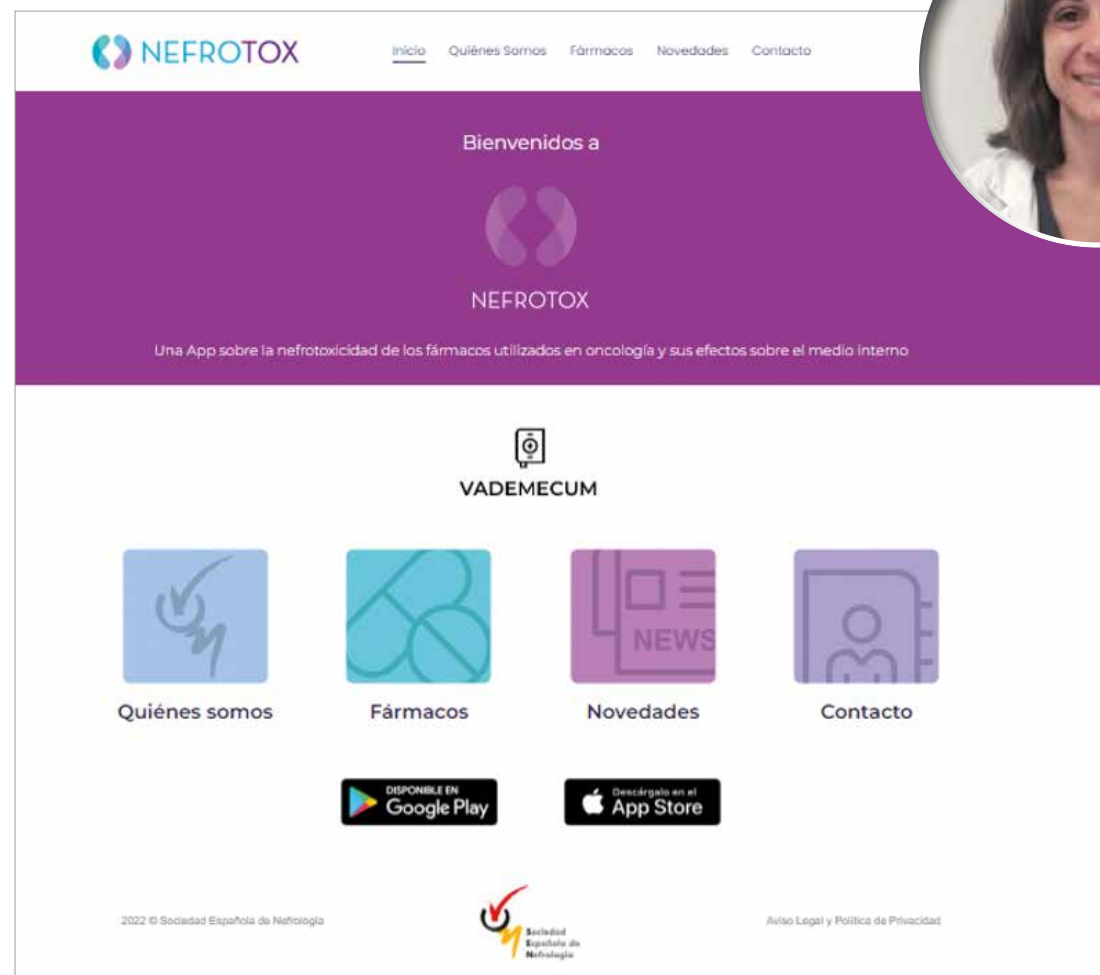 NEFROTOX
Inicio Quiénes Somos Fármacos Novedades Contacto
Bienvenidos a
NEFROTOX
Una App sobre la nefrotoxicidad de los fármacos utilizados en oncología y sus efectos sobre el medio interno
VADEMECUM
NEWS
Quiénes somos Fármacos Novedades Contacto
DISPONIBLE EN
Google Play
Descárgalo en el
App Store
2022 © Sociedad Española de Nefrología
Sociedad
Española de
Nefrología
Aviso Legal y Política de Privacidad